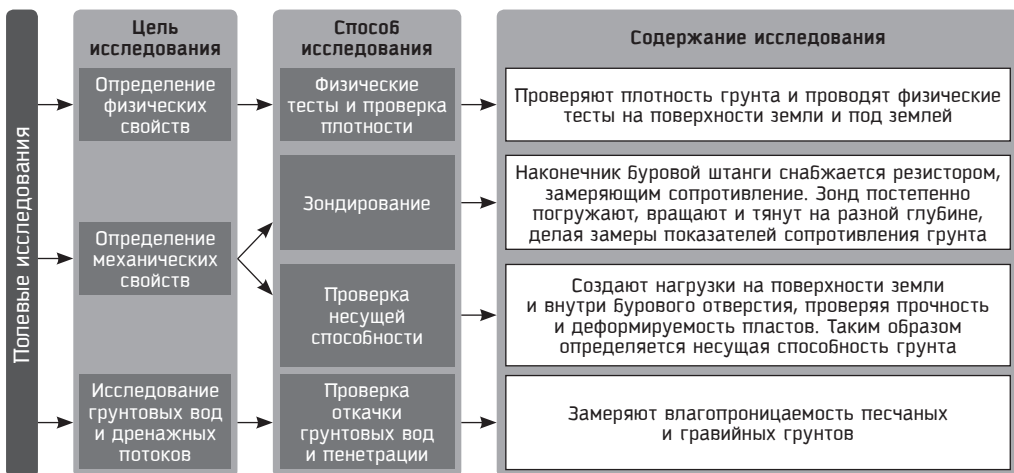 Полевые исследования
Цель
исследования
Способ
исследования
Содержание исследования
Определение
физических
свойств
Физические
тесты и проверка
плотности
Проверяют плотность грунта и проводят физические
тесты на поверхности земли и под землей
Определение
механических
свойств
Зондирование
Наконечник буровой штанги снабжается резистором,
замеряющим сопротивление. Зонд постепенно
погружают, вращают и тянут на разной глубине,
делая замеры показателей сопротивления грунта
Проверка
несущей
способности
Создают нагрузки на поверхности земли
и внутри бурового отверстия, проверяя прочность
и деформируемость пластов. Таким образом
определяется несущая способность грунта
Исследование
грунтовых вод
и дренажных
потоков
Проверка
откачки
грунтовых вод
и пенетрации
Замеряют влагопроницаемость песчаных
и гравийных грунтов